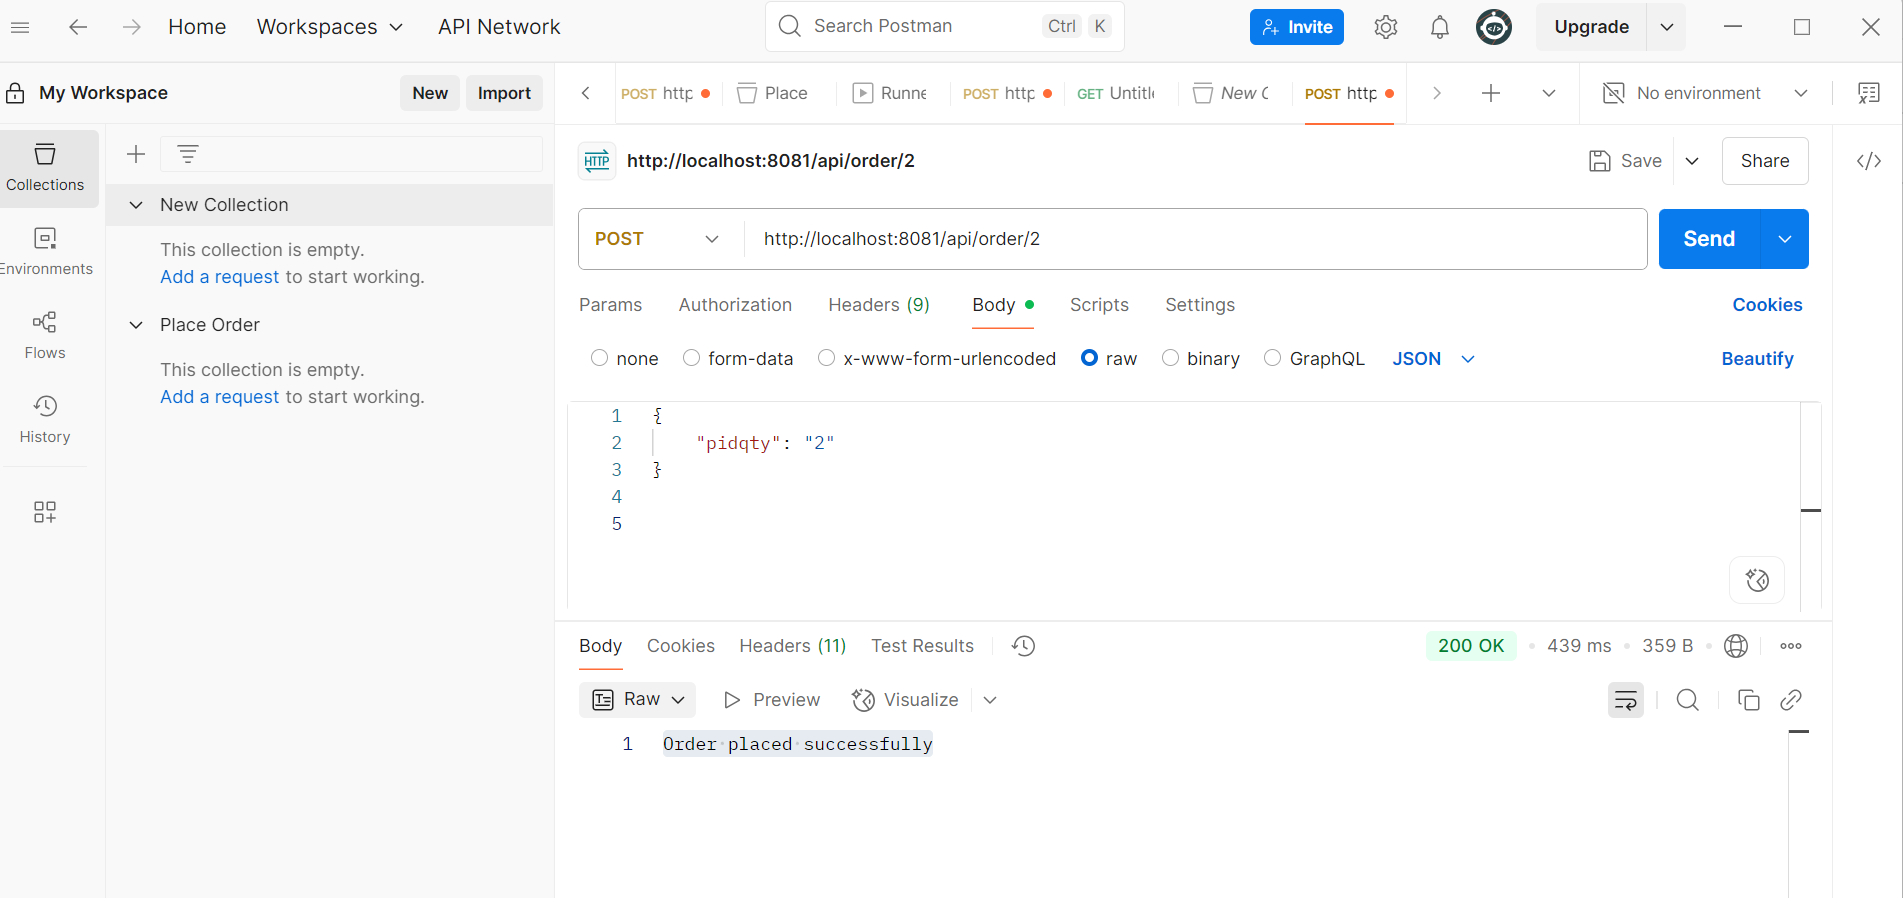 Home Workspaces API Network Search Postman Ctrl K Invite Upgrade
My Workspace New Import
POST http Place Runne POST http GET Untitl New C POST http No environment
Collections
Environments
Flows
History
New Collection
This collection is empty.
Add a request to start working.
Place Order
This collection is empty.
Add a request to start working.
HTTP http://localhost:8081/api/order/2 Save Share
POST http://localhost:8081/api/order/2 Send
Params Authorization Headers (9) Body Scripts Settings Cookies
none form-data x-www-form-urlencoded raw binary GraphQL JSON Beautify
1 {
2 "pidqty": "2"
3 }
4
5
Body Cookies Headers (11) Test Results 200 OK • 439 ms • 359 B •
Raw Preview Visualize
1 Order placed successfully